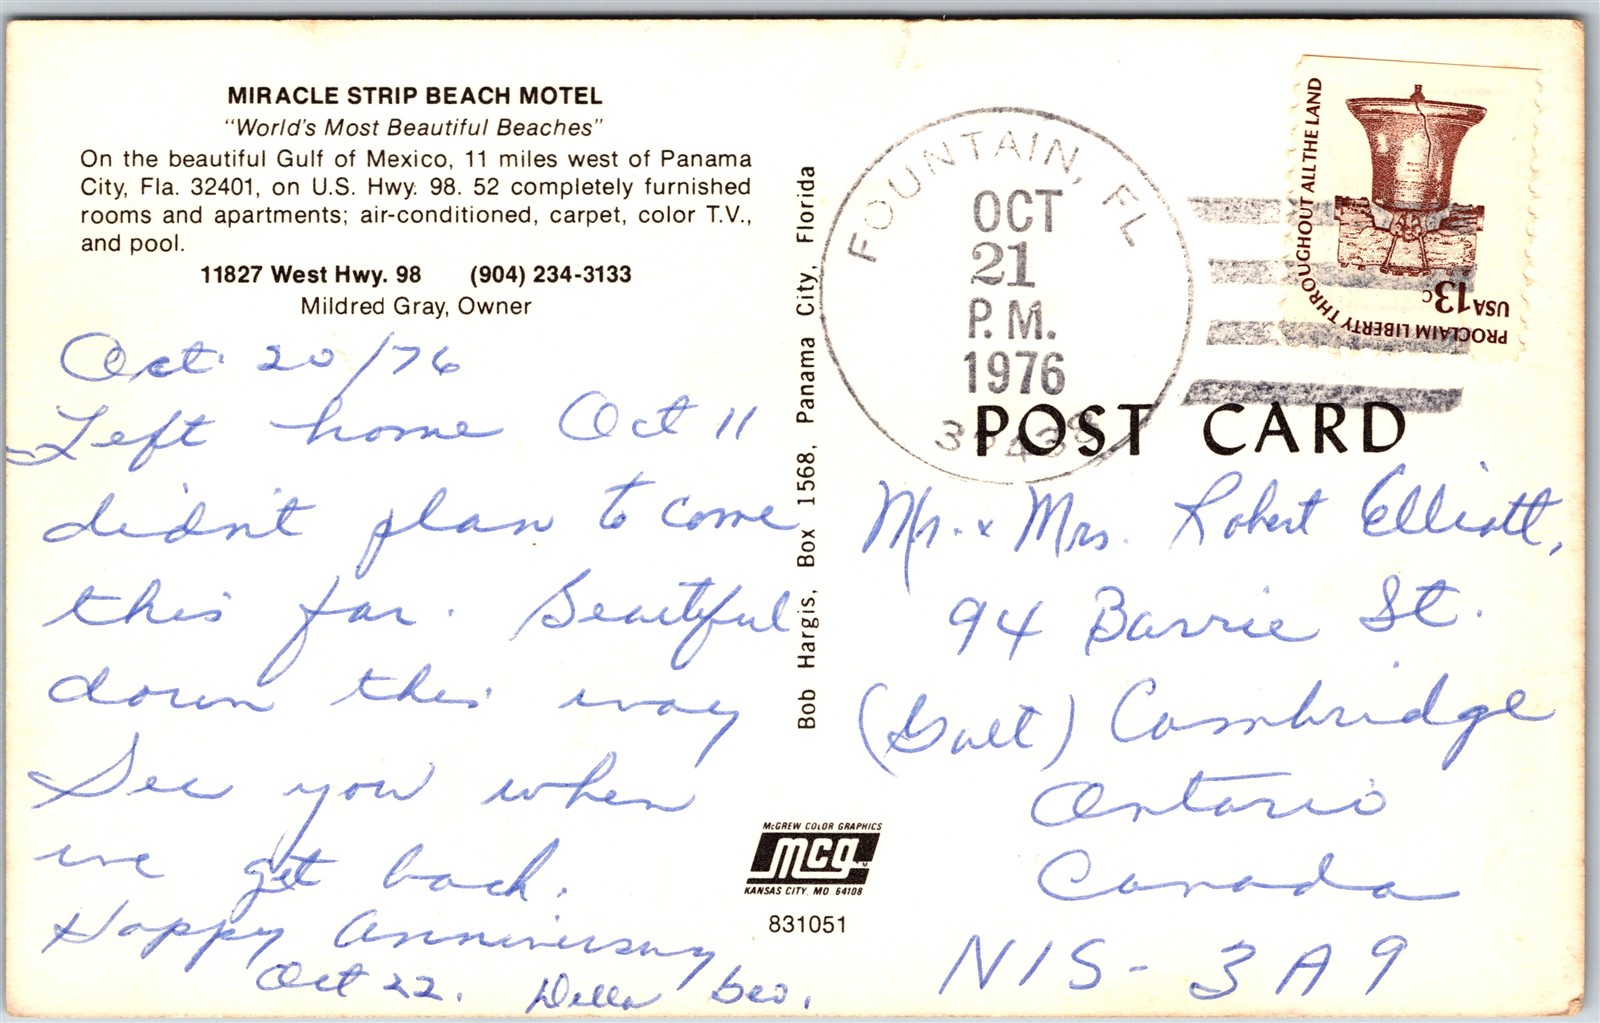 MIRACLE STRIP BEACH MOTEL
"World's Most Beautiful Beaches"
On the beautiful Gulf of Mexico, 11 miles west of Panama
City, Fla. 32401, on U.S. Hwy. 98. 52 completely furnished
rooms and apartments; air-conditioned, carpet, color T.V.,
and pool.
11827 West Hwy. 98 (904) 234-3133
Mildred Gray, Owner
Oct 20/76
Left home Oct 11
didn't plan to come
this far. Beautiful
down this way
See you when
we get back.
Happy Anniversary
Oct 22. Della Geo.
Bob Hargis, Box 1568, Panama City, Florida
McGREW COLOR GRAPHICS
mcg
KANSAS CITY, MO 64108
831051
FOUNTAIN, FL
OCT
21
P.M.
1976
PROCLAIM LIBERTY THROUGHOUT ALL THE LAND
USA 13c
POST CARD
Mr. & Mrs. Robert Elliott,
94 Barrie St.
(Galt) Cambridge
Ontario
Canada
N1S-3A9